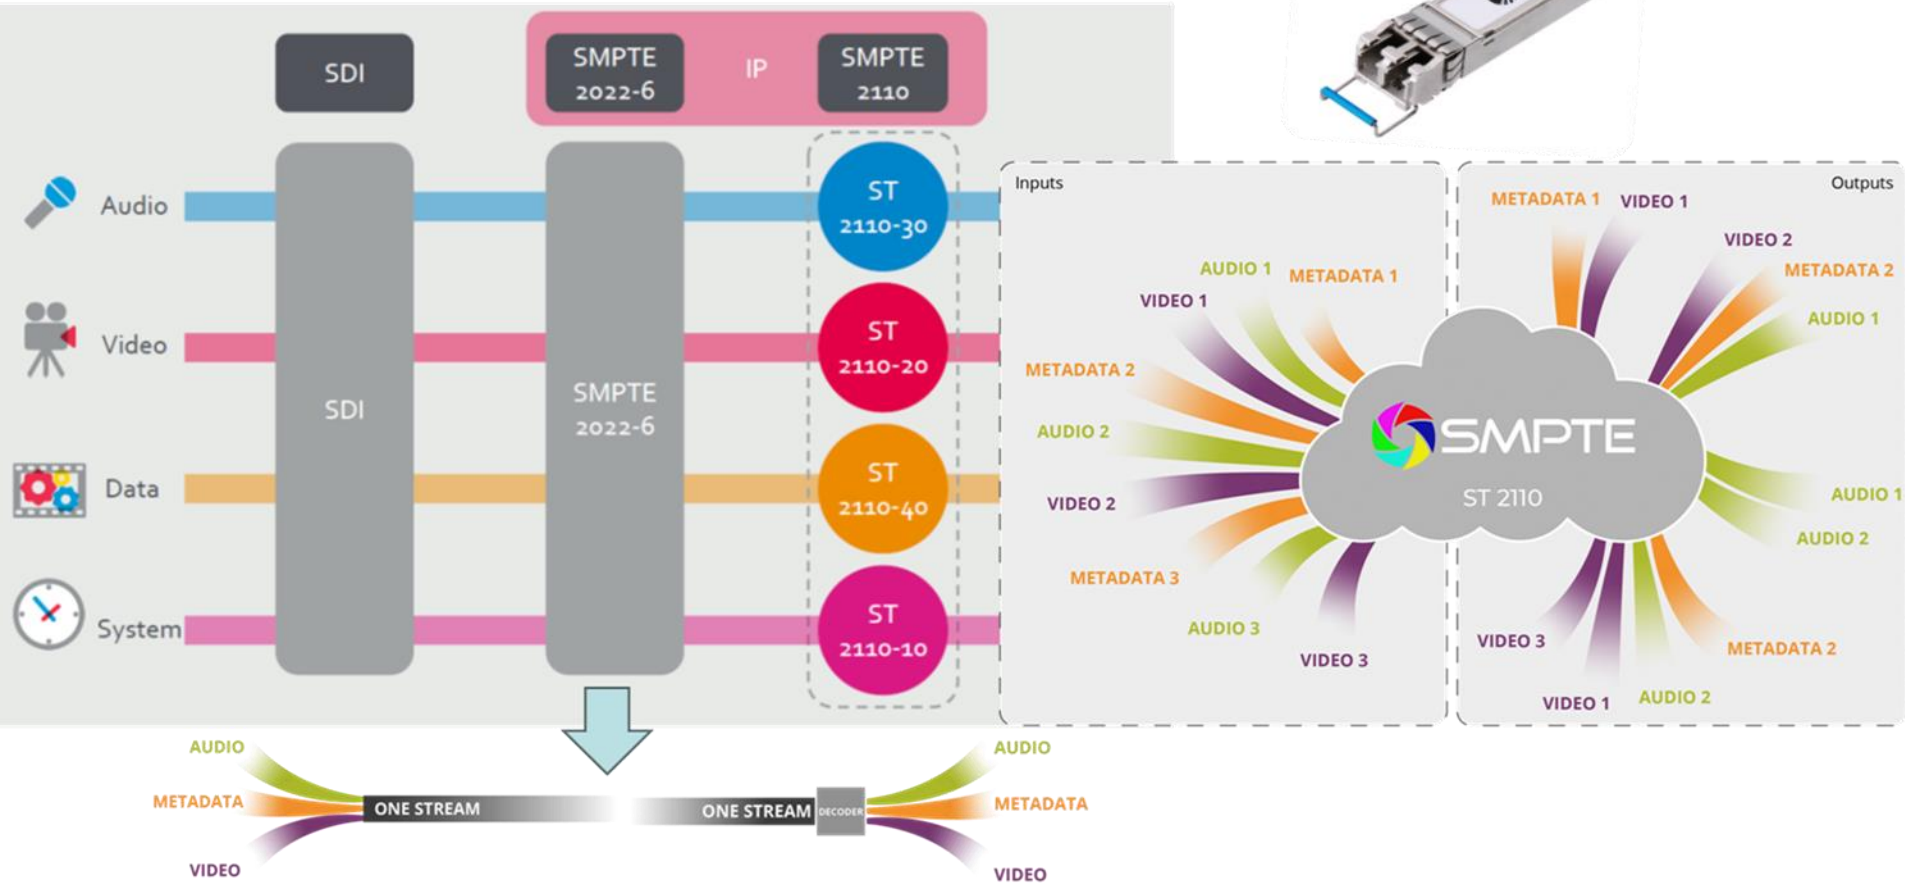 SDI
SMPTE
2022-6
IP
SMPTE
2110
Audio
Video
Data
System
SDI
SMPTE
2022-6
ST
2110-30
ST
2110-20
ST
2110-40
ST
2110-10
Inputs
AUDIO 1
METADATA 1
VIDEO 1
METADATA 2
AUDIO 2
VIDEO 2
METADATA 3
AUDIO 3
VIDEO 3
SMPTE
ST 2110
Outputs
METADATA 1
VIDEO 1
VIDEO 2
METADATA 2
AUDIO 1
AUDIO 1
AUDIO 2
VIDEO 3
METADATA 2
VIDEO 1
AUDIO 2
AUDIO
METADATA
VIDEO
ONE STREAM
ONE STREAM
DECODER
AUDIO
METADATA
VIDEO